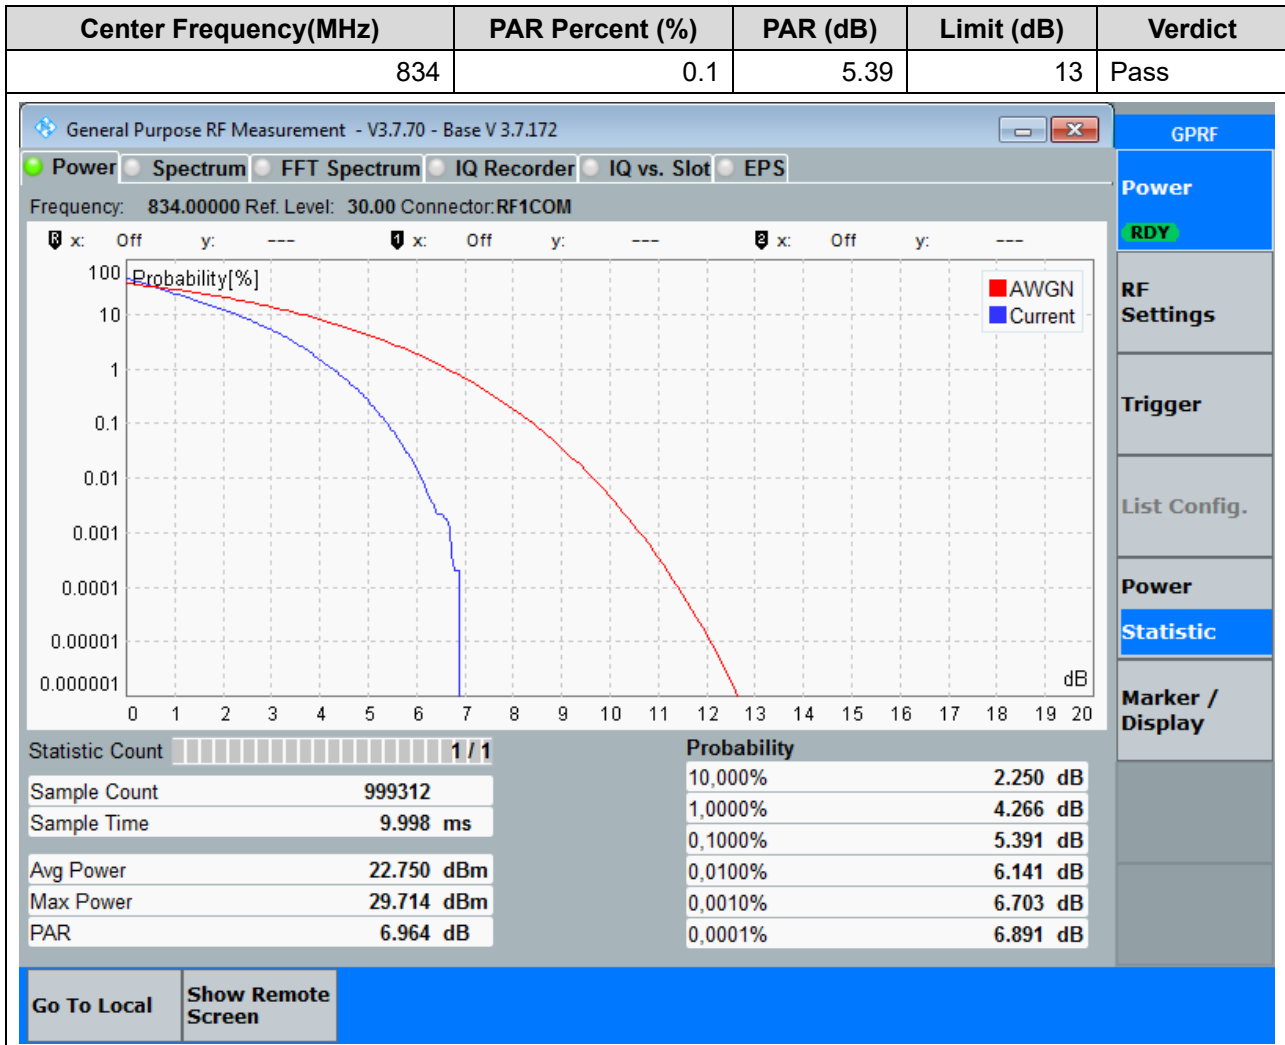 Center Frequency(MHz) PAR Percent (%) PAR (dB) Limit (dB) Verdict
834 0.1 5.39 13 Pass
General Purpose RF Measurement - V3.7.70 - Base V 3.7.172
GPRF
Power Spectrum FFT Spectrum IQ Recorder IQ vs. Slot EPS
Power
RDY
Frequency: 834.00000 Ref. Level: 30.00 Connector: RF1COM
R x: Off y: --- 1 x: Off y: --- 2 x: Off y: ---
Probability[%]
100
10
1
0.1
0.01
0.001
0.0001
0.00001
0.000001
AWGN
Current
dB
0 1 2 3 4 5 6 7 8 9 10 11 12 13 14 15 16 17 18 19 20
RF
Settings
Trigger
List Config.
Power
Statistic
Marker /
Display
Statistic Count 1 / 1
Sample Count 999312
Sample Time 9.998 ms
Avg Power 22.750 dBm
Max Power 29.714 dBm
PAR 6.964 dB
Probability
10,000% 2.250 dB
1,0000% 4.266 dB
0,1000% 5.391 dB
0,0100% 6.141 dB
0,0010% 6.703 dB
0,0001% 6.891 dB
Go To Local
Show Remote
Screen